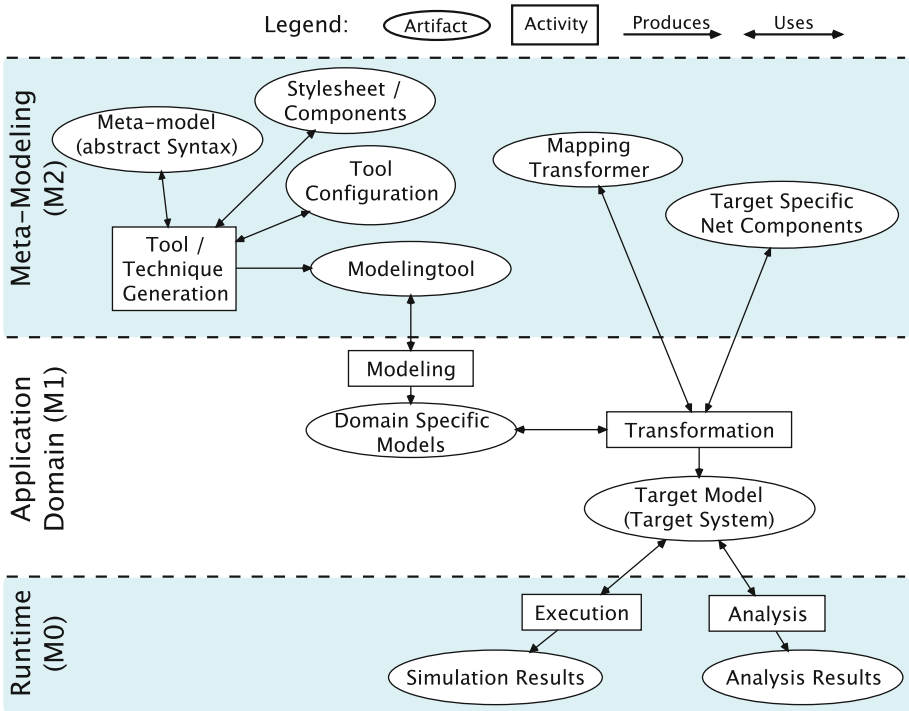 Legend:
Artifact
Activity
Produces
Uses
Meta-Modeling
(M2)
Stylesheet /
Components
Meta-model
(abstract Syntax)
Tool
Configuration
Mapping
Transformer
Target Specific
Net Components
Tool /
Technique
Generation
Modelingtool
Application
Domain (M1)
Modeling
Domain Specific
Models
Transformation
Target Model
(Target System)
Runtime
(M0)
Execution
Analysis
Simulation Results
Analysis Results